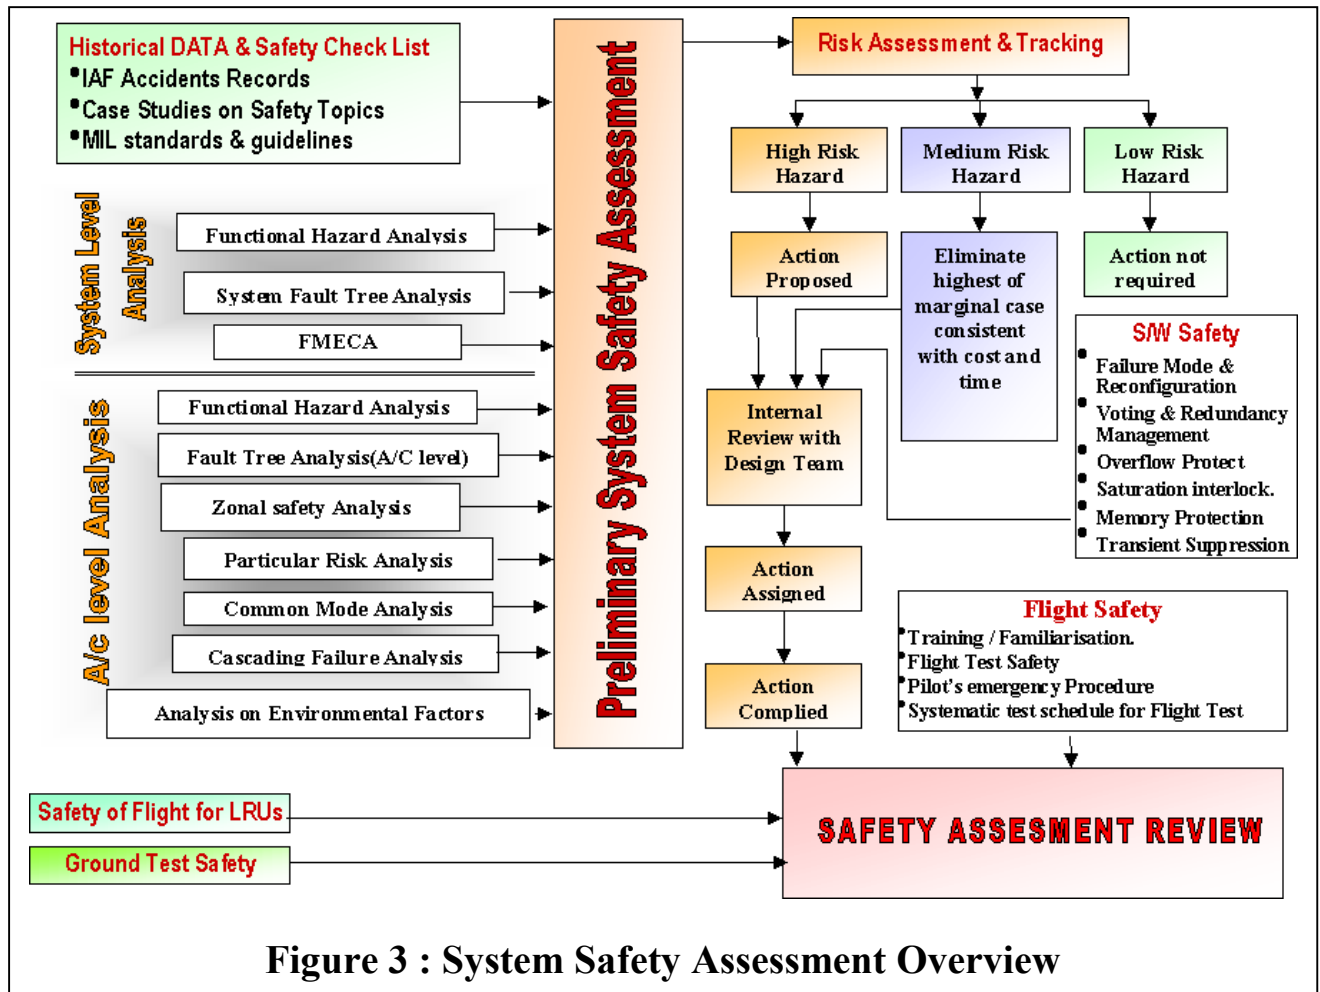 Historical DATA & Safety Check List
•IAF Accidents Records
•Case Studies on Safety Topics
•MIL standards & guidelines
System Level
Analysis
Functional Hazard Analysis
System Fault Tree Analysis
FMECA
A/c level Analysis
Functional Hazard Analysis
Fault Tree Analysis(A/C level)
Zonal safety Analysis
Particular Risk Analysis
Common Mode Analysis
Cascading Failure Analysis
Analysis on Environmental Factors
Preliminary System Safety Assessment
Risk Assessment & Tracking
High Risk
Hazard
Medium Risk
Hazard
Low Risk
Hazard
Action
Proposed
Eliminate
highest of
marginal case
consistent
with cost and
time
Action not
required
S/W Safety
• Failure Mode &
Reconfiguration
• Voting & Redundancy
Management
• Overflow Protect
• Saturation interlock.
• Memory Protection
• Transient Suppression
Internal
Review with
Design Team
Action
Assigned
Action
Complied
Flight Safety
•Training / Familiarisation.
•Flight Test Safety
•Pilot's emergency Procedure
•Systematic test schedule for Flight Test
Safety of Flight for LRUs
Ground Test Safety
SAFETY ASSESMENT REVIEW
Figure 3 : System Safety Assessment Overview